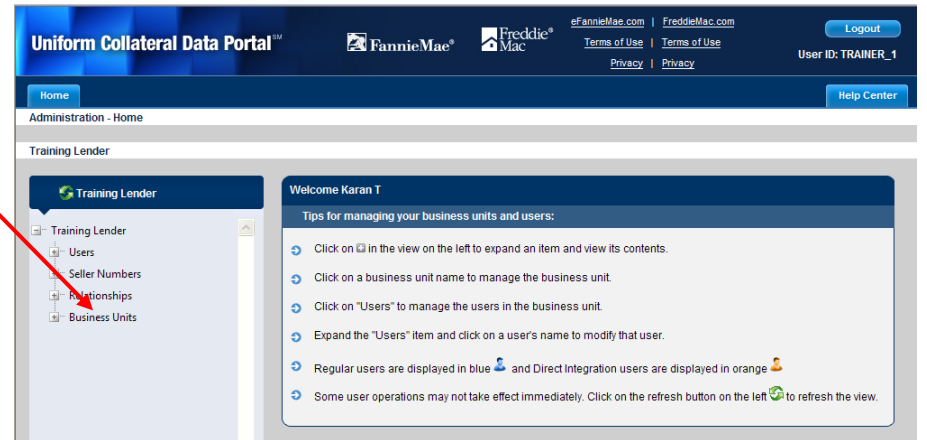 eFannieMae.com | FreddieMac.com
Uniform Collateral Data Portal℠ FannieMae® Freddie Mac® Terms of Use | Terms of Use Logout
Privacy | Privacy User ID: TRAINER_1
Home Help Center
Administration - Home
Training Lender
Training Lender
Training Lender
Users
Seller Numbers
Relationships
Business Units
Welcome Karan T
Tips for managing your business units and users:
Click on in the view on the left to expand an item and view its contents.
Click on a business unit name to manage the business unit.
Click on "Users" to manage the users in the business unit.
Expand the "Users" item and click on a user's name to modify that user.
Regular users are displayed in blue and Direct Integration users are displayed in orange
Some user operations may not take effect immediately. Click on the refresh button on the left to refresh the view.